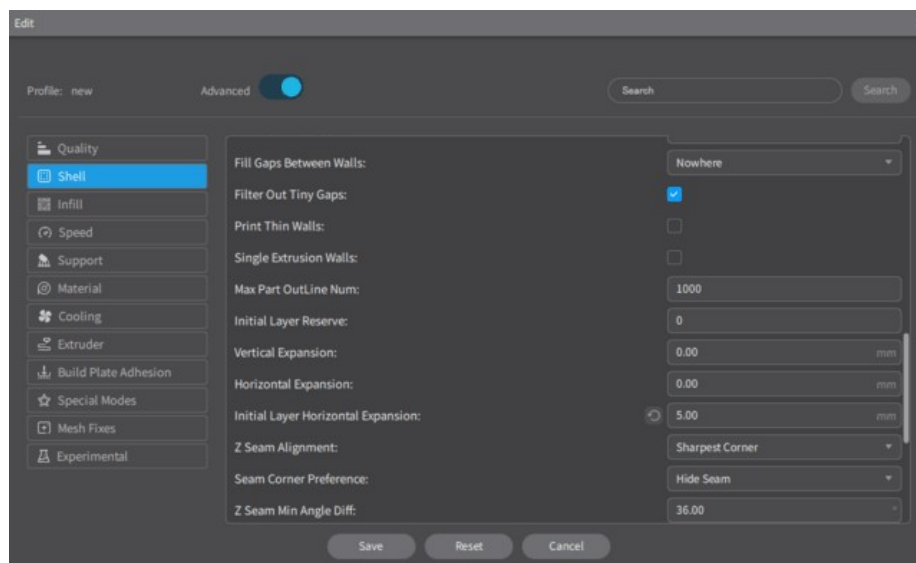 Edit
Profile: new Advanced Search Search
Quality
Shell
Infill
Speed
Support
Material
Cooling
Extruder
Build Plate Adhesion
Special Modes
Mesh Fixes
Experimental
Fill Gaps Between Walls: Nowhere
Filter Out Tiny Gaps:
Print Thin Walls:
Single Extrusion Walls:
Max Part OutLine Num: 1000
Initial Layer Reserve: 0
Vertical Expansion: 0.00 mm
Horizontal Expansion: 0.00 mm
Initial Layer Horizontal Expansion: 5.00 mm
Z Seam Alignment: Sharpest Corner
Seam Corner Preference: Hide Seam
Z Seam Min Angle Diff: 36.00 °
Save Reset Cancel